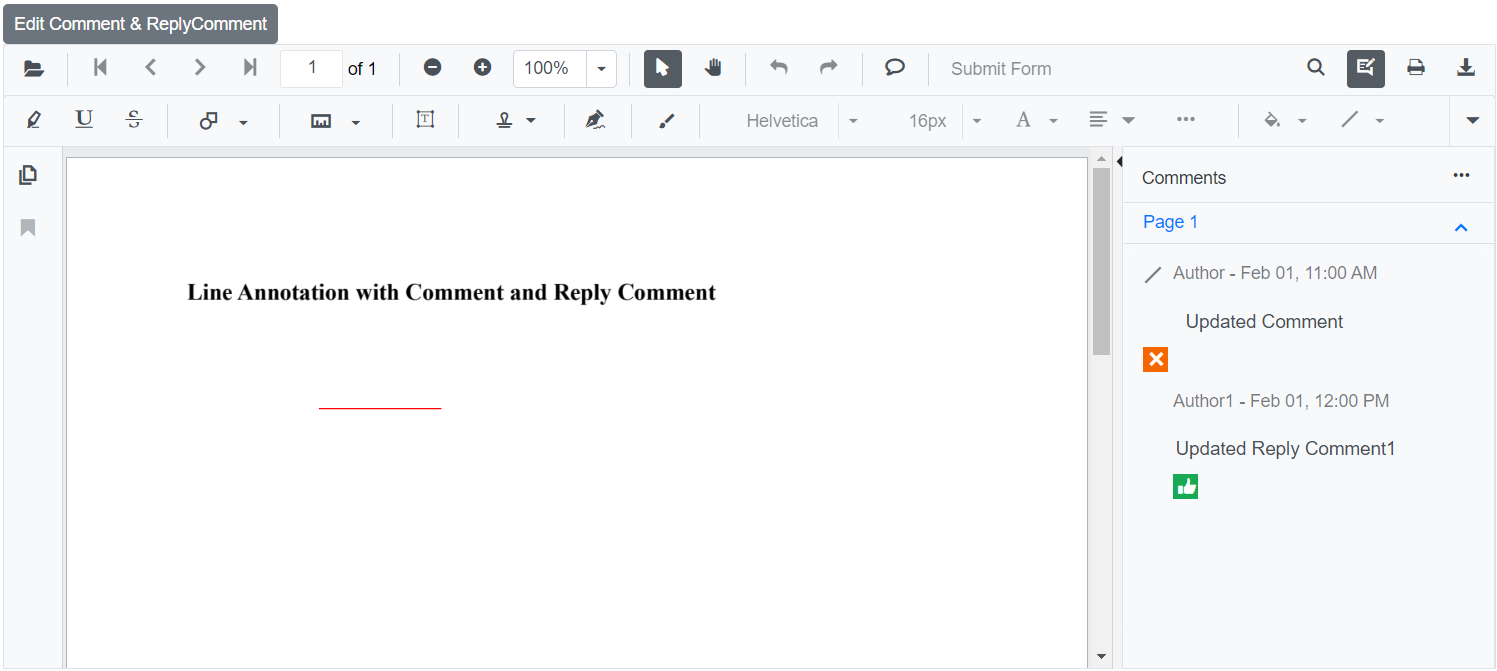 Edit Comment & ReplyComment
1 of 1 100% Submit Form
U S T Helvetica 16px A
Comments
Page 1
Author - Feb 01, 11:00 AM
Line Annotation with Comment and Reply Comment
Updated Comment
Author1 - Feb 01, 12:00 PM
Updated Reply Comment1